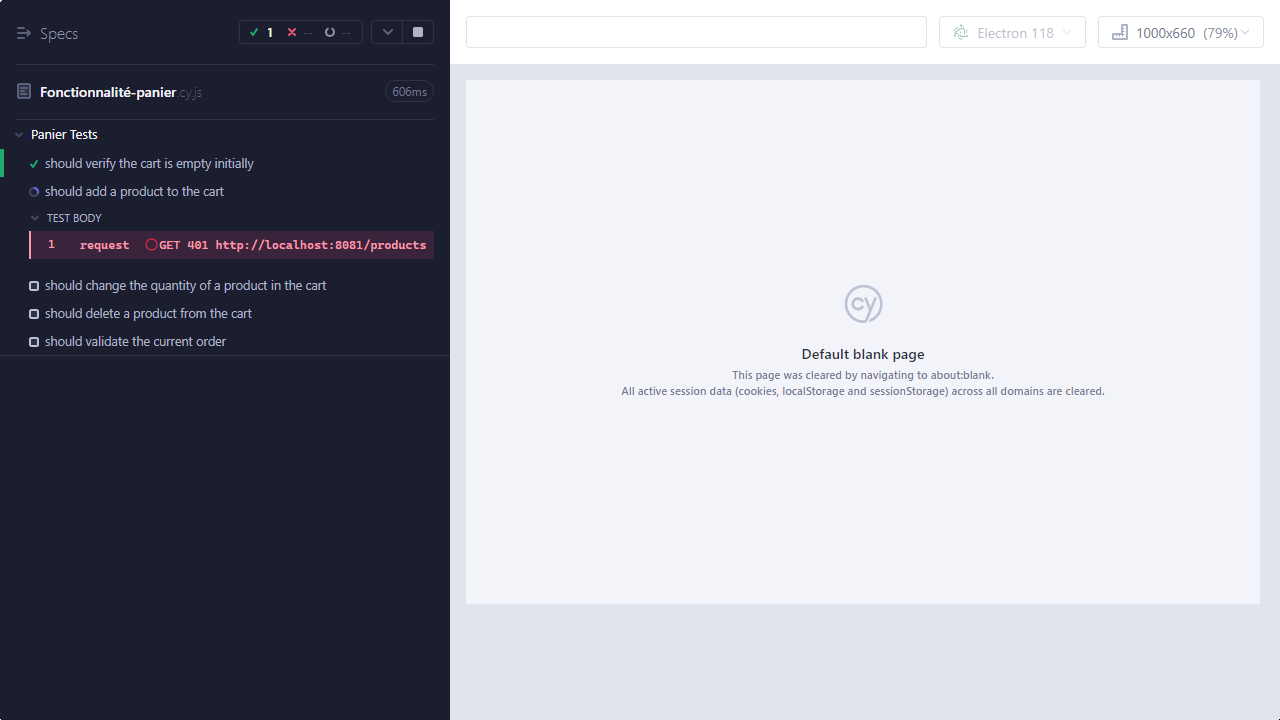 Specs
1 -- --
Electron 118
1000x660 (79%)
Fonctionnalité-panier.cy.js
606ms
Panier Tests
should verify the cart is empty initially
should add a product to the cart
TEST BODY
1 request GET 401 http://localhost:8081/products
should change the quantity of a product in the cart
should delete a product from the cart
should validate the current order
cy
Default blank page
This page was cleared by navigating to about:blank.
All active session data (cookies, localStorage and sessionStorage) across all domains are cleared.